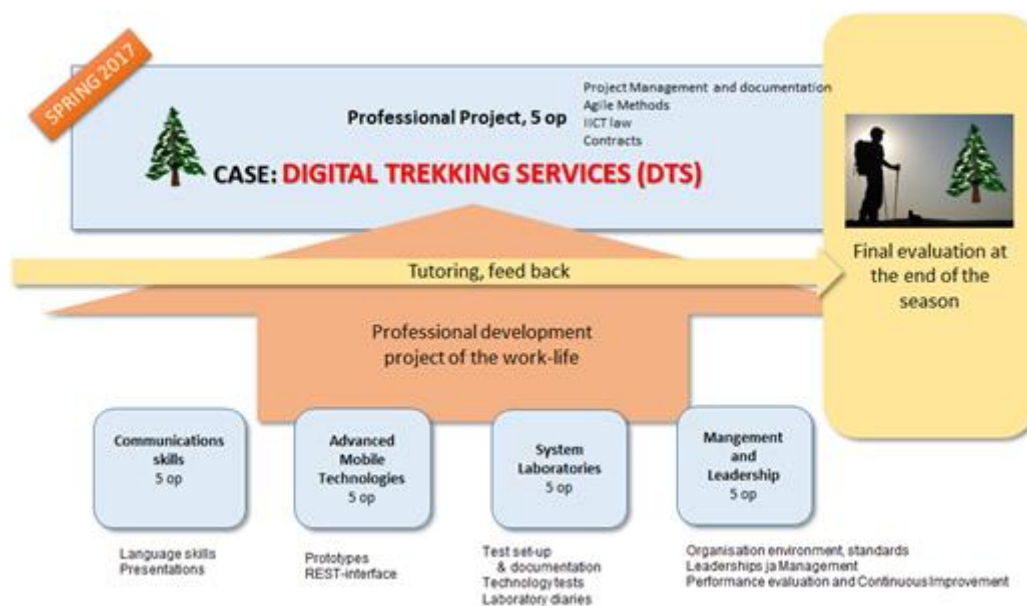 SPRING 2017
Professional Project, 5 op
Project Management and documentation
Agile Methods
IICT law
Contracts
CASE: DIGITAL TREKKING SERVICES (DTS)
Tutoring, feed back
Final evaluation at
the end of the
season
Professional development
project of the work-life
Communications
skills
5 op
Advanced
Mobile
Technologies
5 op
System
Laboratories
5 op
Mangement
and
Leadership
5 op
Language skills
Presentations
Prototypes
REST-interface
Test set-up
& documentation
Technology tests
Laboratory diaries
Organisation environment, standards
Leaderships ja Management
Performance evaluation and Continuous Improvement